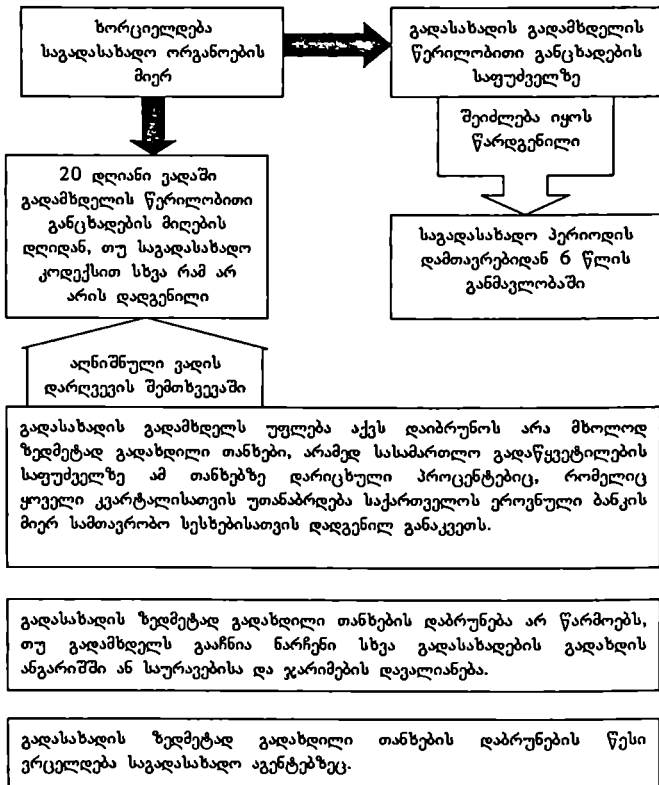 ხორციელდება
საგადასახადო ორგანოების
მიერ
გადასახადის გადამხდელის
წერილობითი განცხადების
საფუძველზე
შეიძლება იყოს
წარდგენილი
20 დღიანი ვადაში
გადამხდელის წერილობითი
განცხადების მიღების
დღიდან, თუ საგადასახადო
კოდექსით სხვა რამ არ
არის დადგენილი
საგადასახადო პერიოდის
დამთავრებიდან 6 წლის
განმავლობაში
აღნიშნული ვადის
დარღვევის შემთხვევაში
გადასახადის გადამხდელს უფლება აქვს დაიბრუნოს არა მხოლოდ
ზედმეტად გადახდილი თანხები, არამედ სასამართლო გადაწყვეტილების
საფუძველზე ამ თანხებზე დარიცხული პროცენტებიც, რომელიც
ყოველი კვარტალისათვის უთანაბრდება საქართველოს ეროვნული ბანკის
მიერ სამთავრობო სესხებისათვის დადგენილ განაკვეთს.
გადასახადის ზედმეტად გადახდილი თანხების დაბრუნება არ წარმოებს,
თუ გადამხდელს გააჩნია ნარჩენი სხვა გადასახადების გადახდის
ანგარიშში ან საურავებისა და ჯარიმების დავალიანება.
გადასახადის ზედმეტად გადახდილი თანხების დაბრუნების წესი
ვრცელდება საგადასახადო აგენტებზეც.